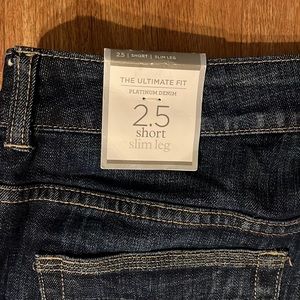 2.5 | SHORT | SLIM LEG
THE ULTIMATE FIT
PLATINUM DENIM
2.5
short
slim leg